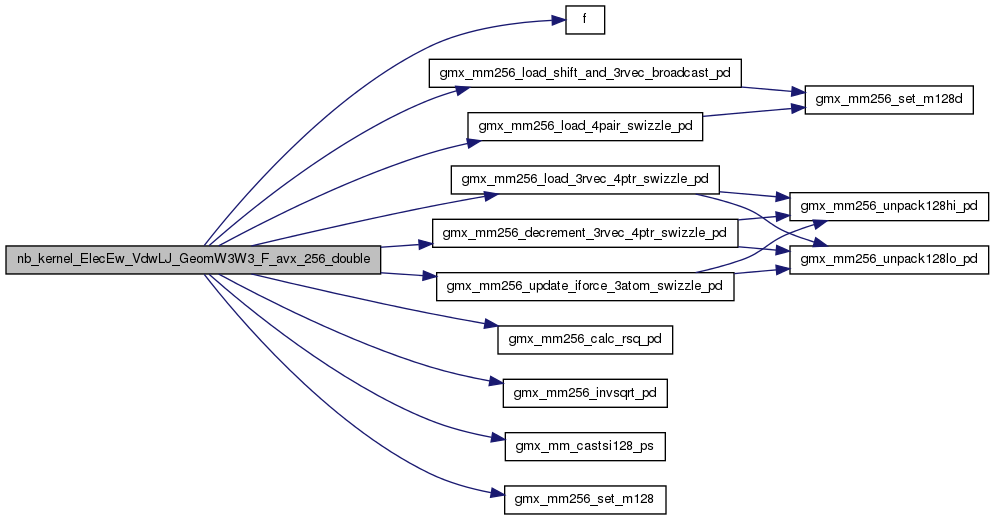 f
gmx_mm256_load_shift_and_3rvec_broadcast_pd
gmx_mm256_set_m128d
gmx_mm256_load_4pair_swizzle_pd
gmx_mm256_load_3rvec_4ptr_swizzle_pd
gmx_mm256_unpack128hi_pd
gmx_mm256_decrement_3rvec_4ptr_swizzle_pd
nb_kernel_ElecEw_VdwLJ_GeomW3W3_F_avx_256_double
gmx_mm256_unpack128lo_pd
gmx_mm256_update_iforce_3atom_swizzle_pd
gmx_mm256_calc_rsq_pd
gmx_mm256_invsqrt_pd
gmx_mm_castsi128_ps
gmx_mm256_set_m128